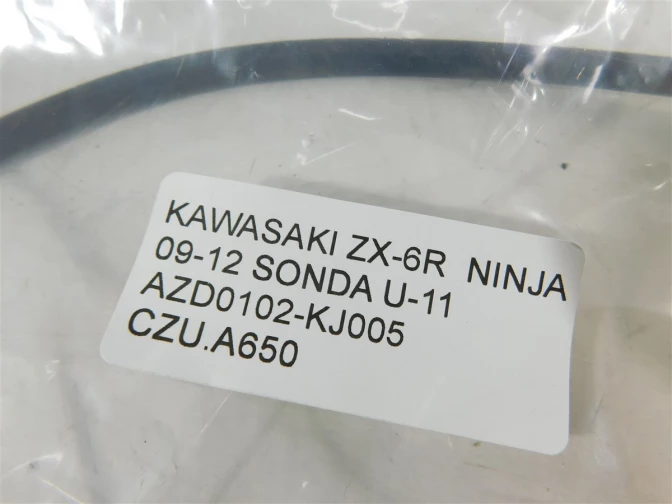 KAWASAKI ZX-6R NINJA
09-12 SONDA U-11
AZD0102-KJ005
CZU.A650